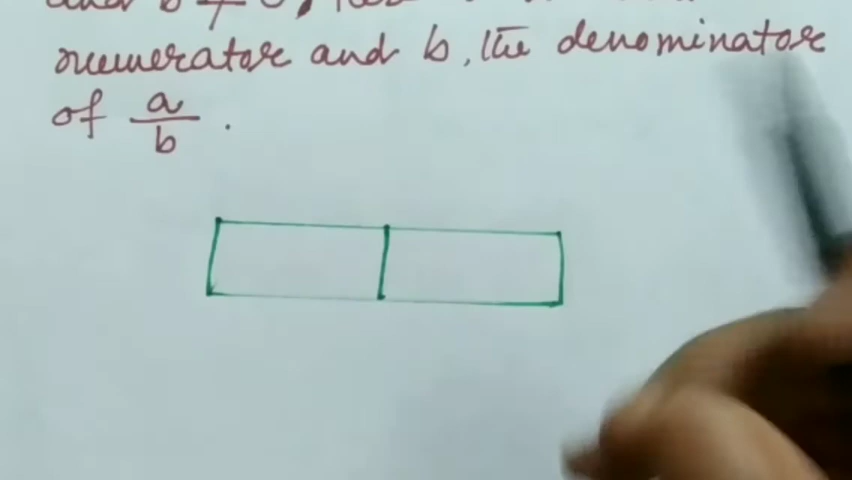 numerator and b, the denominator
of a/b.